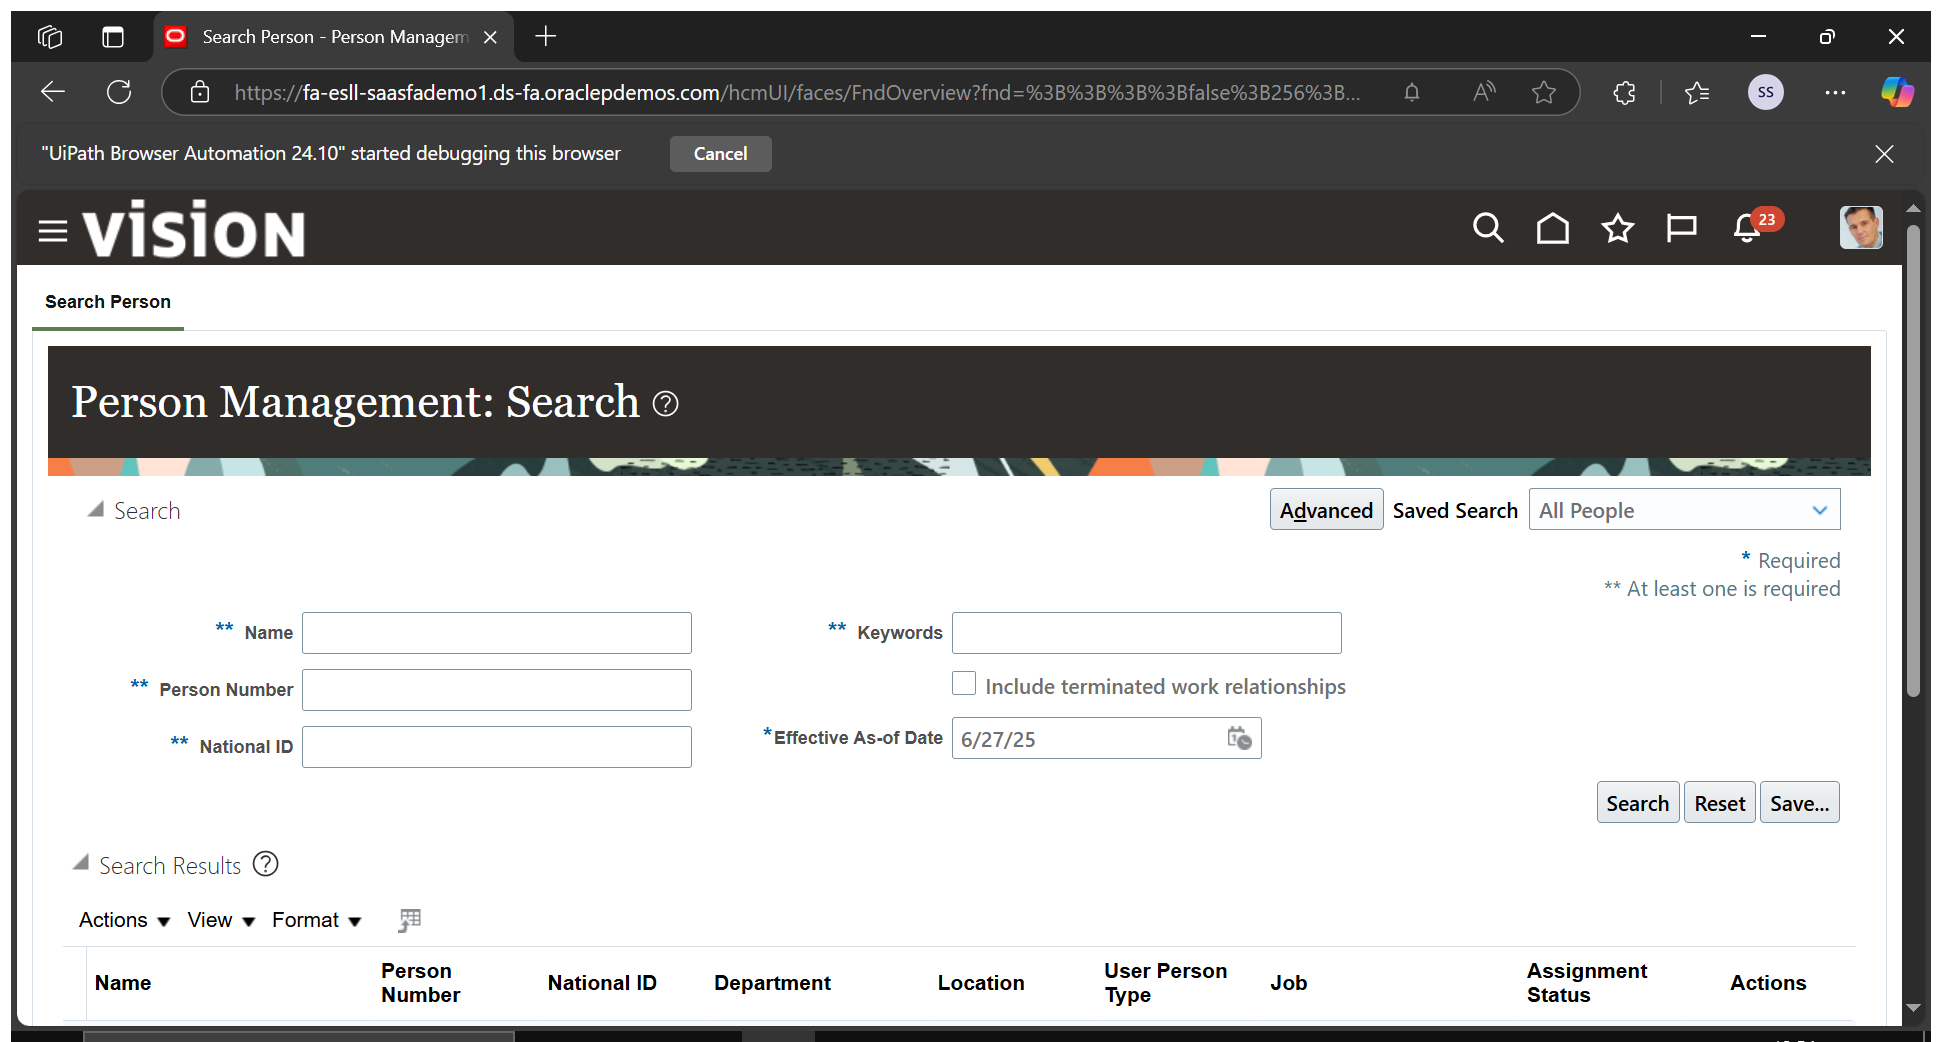 Search Person - Person Managem
https://fa-esll-saasfademo1.ds-fa.oraclepdemos.com/hcmUI/faces/FndOverview?fnd=%3B%3B%3B%3Bfalse%3B256%3B...
SS
"UiPath Browser Automation 24.10" started debugging this browser
Cancel
vision
23
Search Person
Person Management: Search
Search
Advanced Saved Search All People
* Required
** At least one is required
** Name
** Keywords
** Person Number
Include terminated work relationships
** National ID
*Effective As-of Date 6/27/25
Search Reset Save...
Search Results
Actions View Format
Name Person Number National ID Department Location User Person Type Job Assignment Status Actions